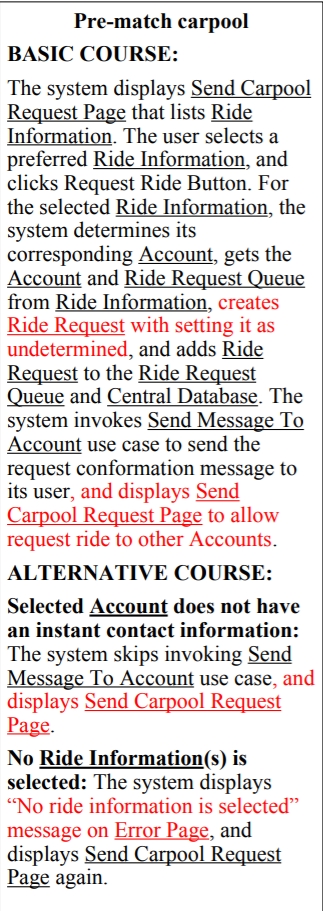 Pre-match carpool
BASIC COURSE:
The system displays Send Carpool
Request Page that lists Ride
Information. The user selects a
preferred Ride Information, and
clicks Request Ride Button. For
the selected Ride Information, the
system determines its
corresponding Account, gets the
Account and Ride Request Queue
from Ride Information, creates
Ride Request with setting it as
undetermined, and adds Ride
Request to the Ride Request
Queue and Central Database. The
system invokes Send Message To
Account use case to send the
request conformation message to
its user, and displays Send
Carpool Request Page to allow
request ride to other Accounts.
ALTERNATIVE COURSE:
Selected Account does not have
an instant contact information:
The system skips invoking Send
Message To Account use case, and
displays Send Carpool Request
Page.
No Ride Information(s) is
selected: The system displays
“No ride information is selected”
message on Error Page, and
displays Send Carpool Request
Page again.